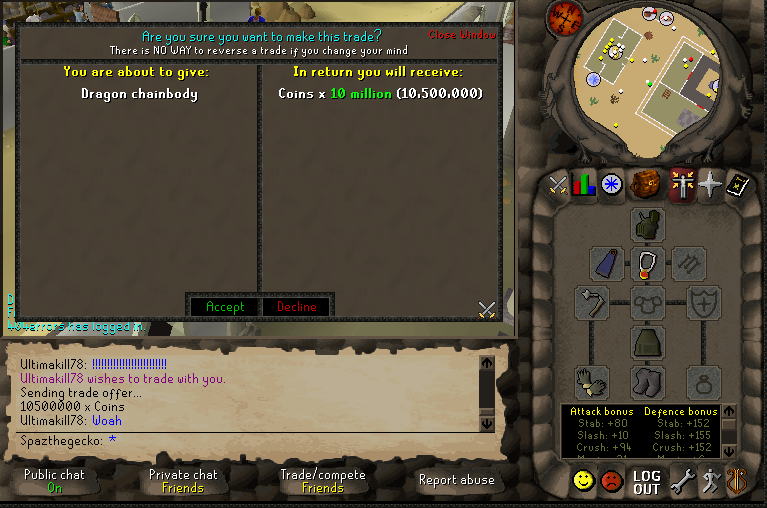 Are you sure you want to make this trade?
Close Window
There is NO WAY to reverse a trade if you change your mind
You are about to give:
Dragon chainbody
In return you will receive:
Coins x 10 million (10,500,000)
Accept
Decline
has logged in.
Ultimakill78: !!!!!!!!!!!!!!!!!!!!!!!!!
Ultimakill78 wishes to trade with you.
Sending trade offer...
10500000 x Coins
Ultimakill78: Woah
Spazthegecko: *
Public chat
On
Private chat
Friends
Trade/compete
Friends
Report abuse
Attack bonus
Stab: +80
Slash: +10
Crush: +94
Defence bonus
Stab: +152
Slash: +155
Crush: +152
LOG
OUT